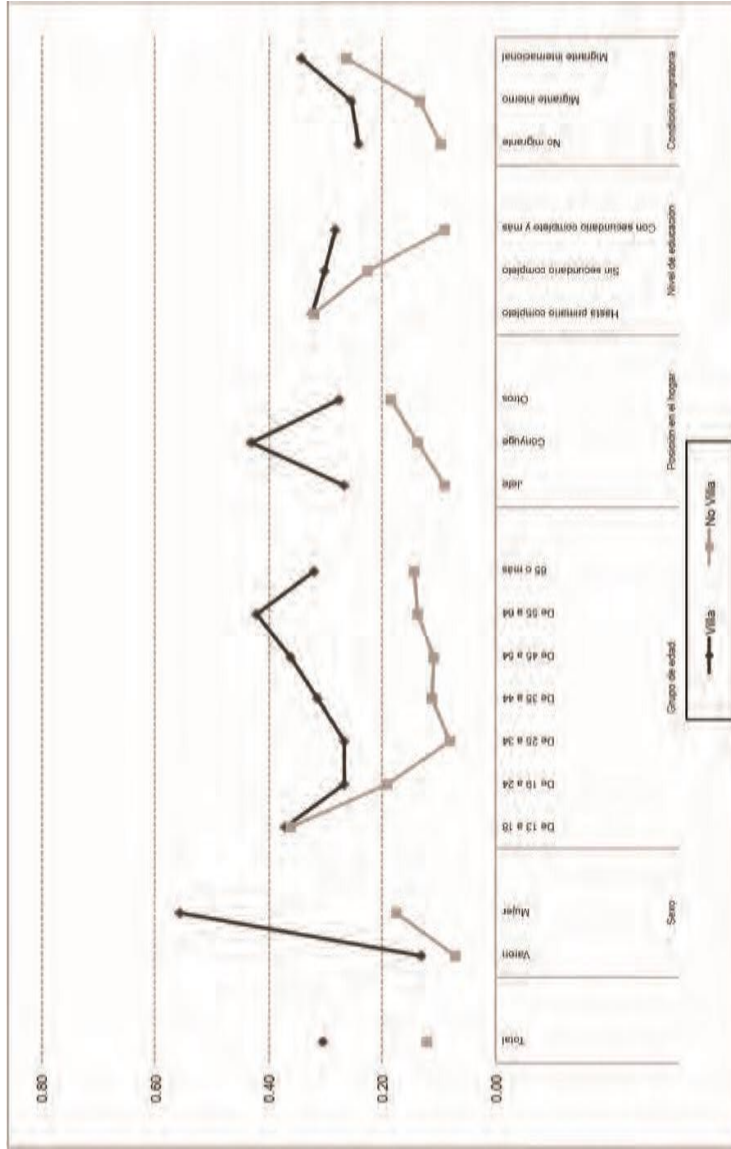 0.80
0.60
0.40
0.20
0.00
Total
Varon
Mujer
De 13 a 18
De 19 a 24
De 25 a 34
De 35 a 44
De 45 a 54
De 55 a 64
65 o más
Jefe
Cónyuge
Otros
Hasta primario completo
Sin secundario completo
Con secundario completo y más
No migrante
Migrante interno
Migrante internacional
Sexo
Grupo de edad
Posición en el hogar
Nivel de educación
Condición migratoria
Villa
No Villa